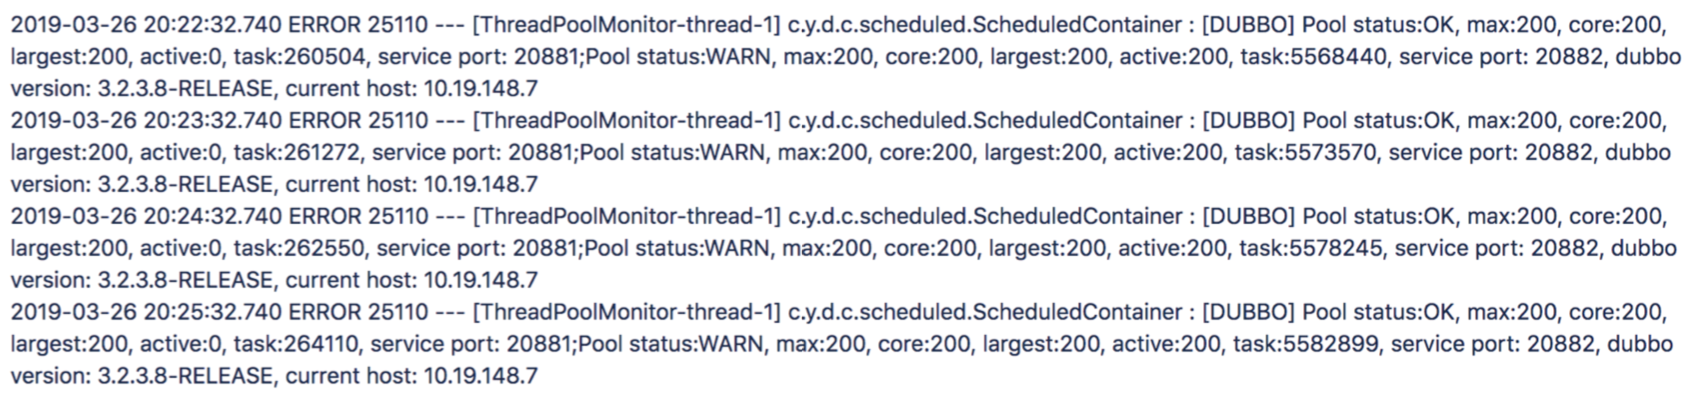 2019-03-26 20:22:32.740 ERROR 25110 --- [ThreadPoolMonitor-thread-1] c.y.d.c.scheduled.ScheduledContainer : [DUBBO] Pool status:OK, max:200, core:200,
largest:200, active:0, task:260504, service port: 20881;Pool status:WARN, max:200, core:200, largest:200, active:200, task:5568440, service port: 20882, dubbo
version: 3.2.3.8-RELEASE, current host: 10.19.148.7
2019-03-26 20:23:32.740 ERROR 25110 --- [ThreadPoolMonitor-thread-1] c.y.d.c.scheduled.ScheduledContainer : [DUBBO] Pool status:OK, max:200, core:200,
largest:200, active:0, task:261272, service port: 20881;Pool status:WARN, max:200, core:200, largest:200, active:200, task:5573570, service port: 20882, dubbo
version: 3.2.3.8-RELEASE, current host: 10.19.148.7
2019-03-26 20:24:32.740 ERROR 25110 --- [ThreadPoolMonitor-thread-1] c.y.d.c.scheduled.ScheduledContainer : [DUBBO] Pool status:OK, max:200, core:200,
largest:200, active:0, task:262550, service port: 20881;Pool status:WARN, max:200, core:200, largest:200, active:200, task:5578245, service port: 20882, dubbo
version: 3.2.3.8-RELEASE, current host: 10.19.148.7
2019-03-26 20:25:32.740 ERROR 25110 --- [ThreadPoolMonitor-thread-1] c.y.d.c.scheduled.ScheduledContainer : [DUBBO] Pool status:OK, max:200, core:200,
largest:200, active:0, task:264110, service port: 20881;Pool status:WARN, max:200, core:200, largest:200, active:200, task:5582899, service port: 20882, dubbo
version: 3.2.3.8-RELEASE, current host: 10.19.148.7